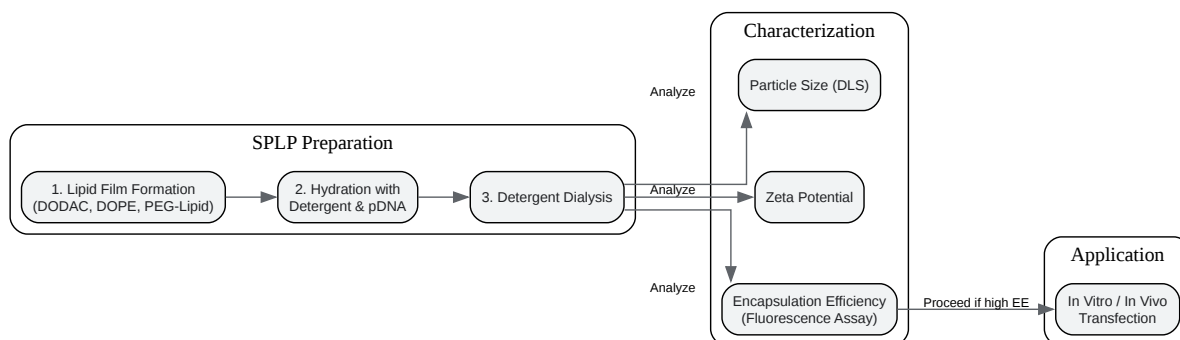 SPLP Preparation
1. Lipid Film Formation
(DODAC, DOPE, PEG-Lipid)
2. Hydration with
Detergent & pDNA
3. Detergent Dialysis
Analyze
Analyze
Analyze
Characterization
Particle Size (DLS)
Zeta Potential
Encapsulation Efficiency
(Fluorescence Assay)
Proceed if high EE
Application
In Vitro / In Vivo
Transfection